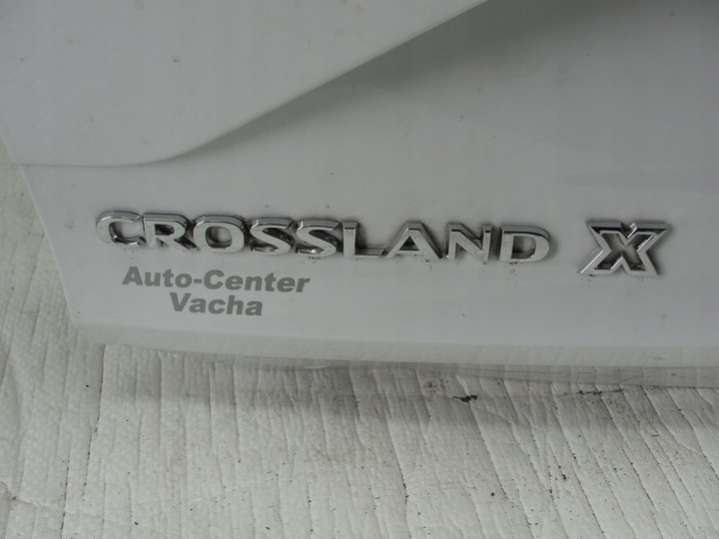 CROSSLAND X
Auto-Center
Vacha